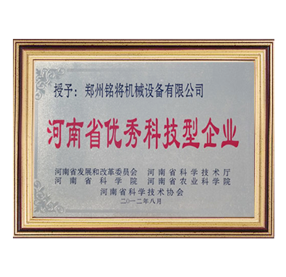 授予：郑州铭将机械设备有限公司
河南省优秀科技型企业
河南省发展和改革委员会 河南省科学技术厅
河南省科学院 河南省农业科学院
河南省科学技术协会
二〇一二年八月